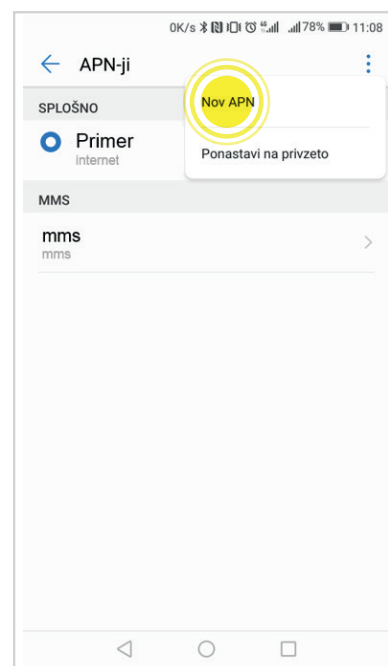 0K/s 78% 11:08
APN-ji
Nov APN
SPLOŠNO
Primer
internet
Ponastavi na privzeto
MMS
mms
mms